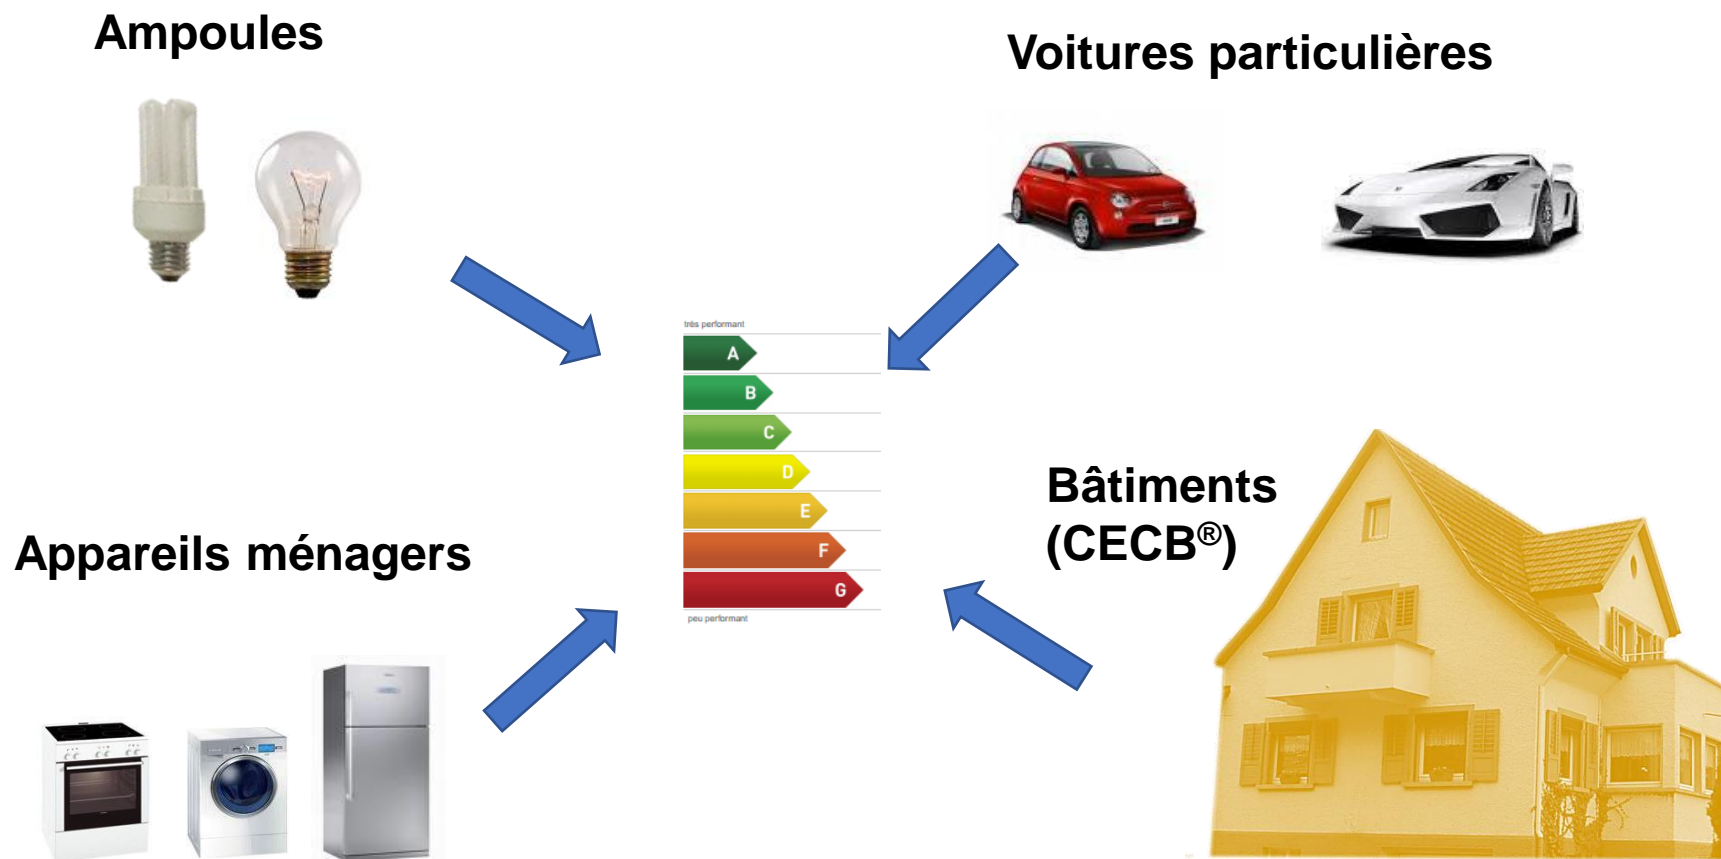 Ampoules
Voitures particulières
très performant
A
B
C
D
E
F
G
peu performant
Bâtiments
(CECB®)
Appareils ménagers